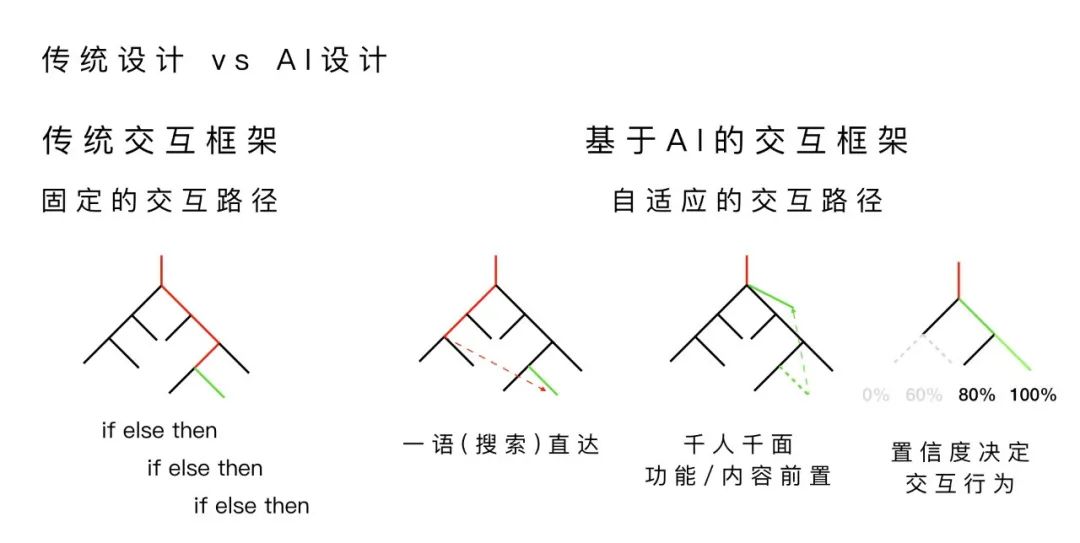 传统设计 vs AI设计
传统交互框架
固定的交互路径
if else then
if else then
if else then
基于AI的交互框架
自适应的交互路径
一语(搜索)直达
千人千面
功能/内容前置
0% 60% 80% 100%
置信度决定
交互行为